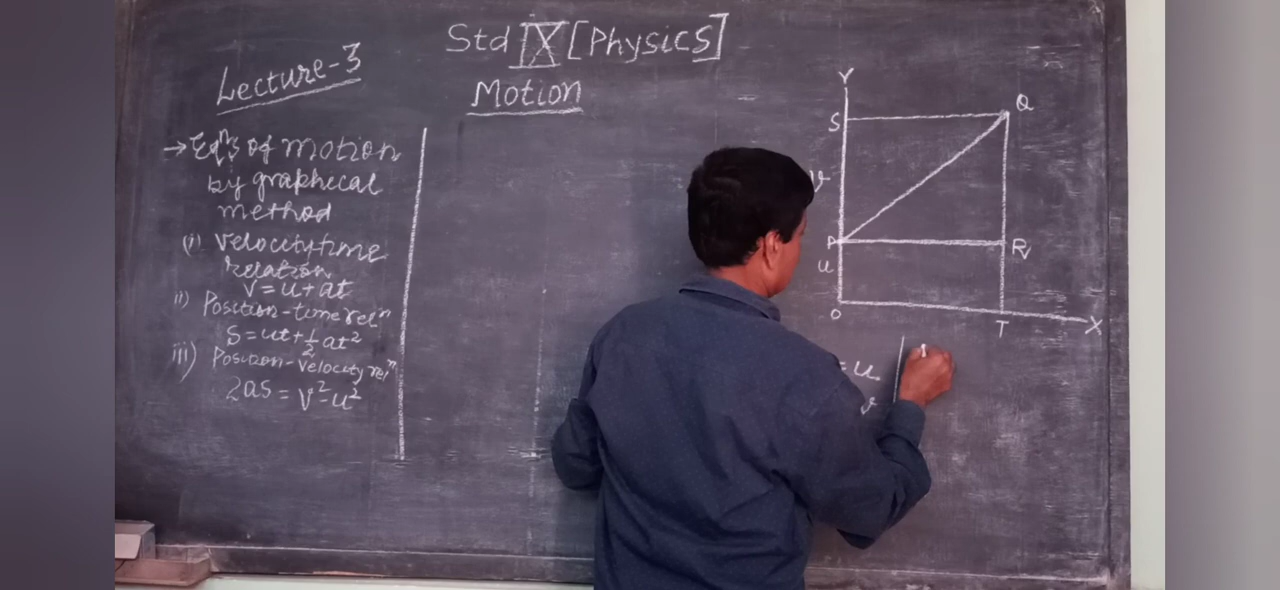 Std IX [Physics]
Motion
Lecture-3
→ Eqⁿs of motion
by graphecal
method
(i) Velocity time
relation
v = u + at
ii) Position-time relⁿ
S = ut + 1/2 at²
iii) Position-velocity relⁿ
2as = v² - u²
Y
S
Q
v
P
R
u
O
T
X
= u
v